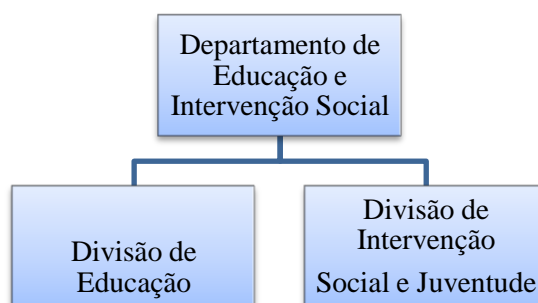 Departamento de
Educação e
Intervenção Social
Divisão de
Educação
Divisão de
Intervenção
Social e Juventude